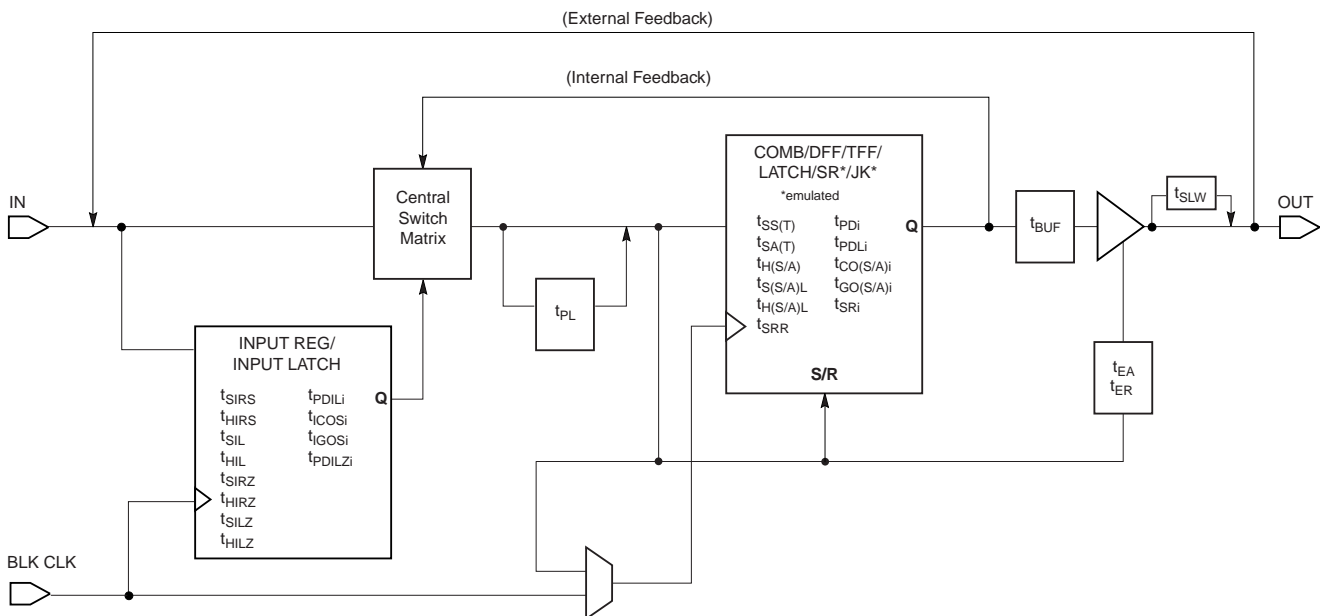 (External Feedback)
(Internal Feedback)
COMB/DFF/TFF/
LATCH/SR*/JK*
*emulated
tSS(T)
tSA(T)
tH(S/A)
tS(S/A)L
tH(S/A)L
tSRR
tPDi
tPDLi
tCO(S/A)i
tGO(S/A)i
tSRi
Q
S/R
IN
Central
Switch
Matrix
tPL
tBUF
tSLW
OUT
tEA
tER
INPUT REG/
INPUT LATCH
tSIRS
tHIRS
tSIL
tHIL
tSIRZ
tHIRZ
tSILZ
tHILZ
tPDILi
tICOSi
tIGOSi
tPDILZi
Q
BLK CLK